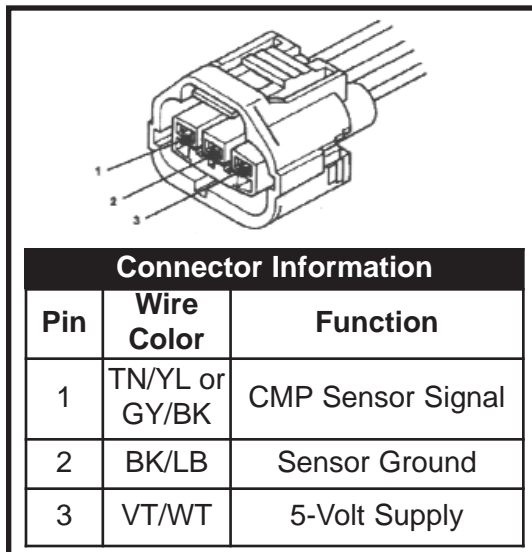 1
2
3
Connector Information
Pin Wire Color Function
1 TN/YL or GY/BK CMP Sensor Signal
2 BK/LB Sensor Ground
3 VT/WT 5-Volt Supply